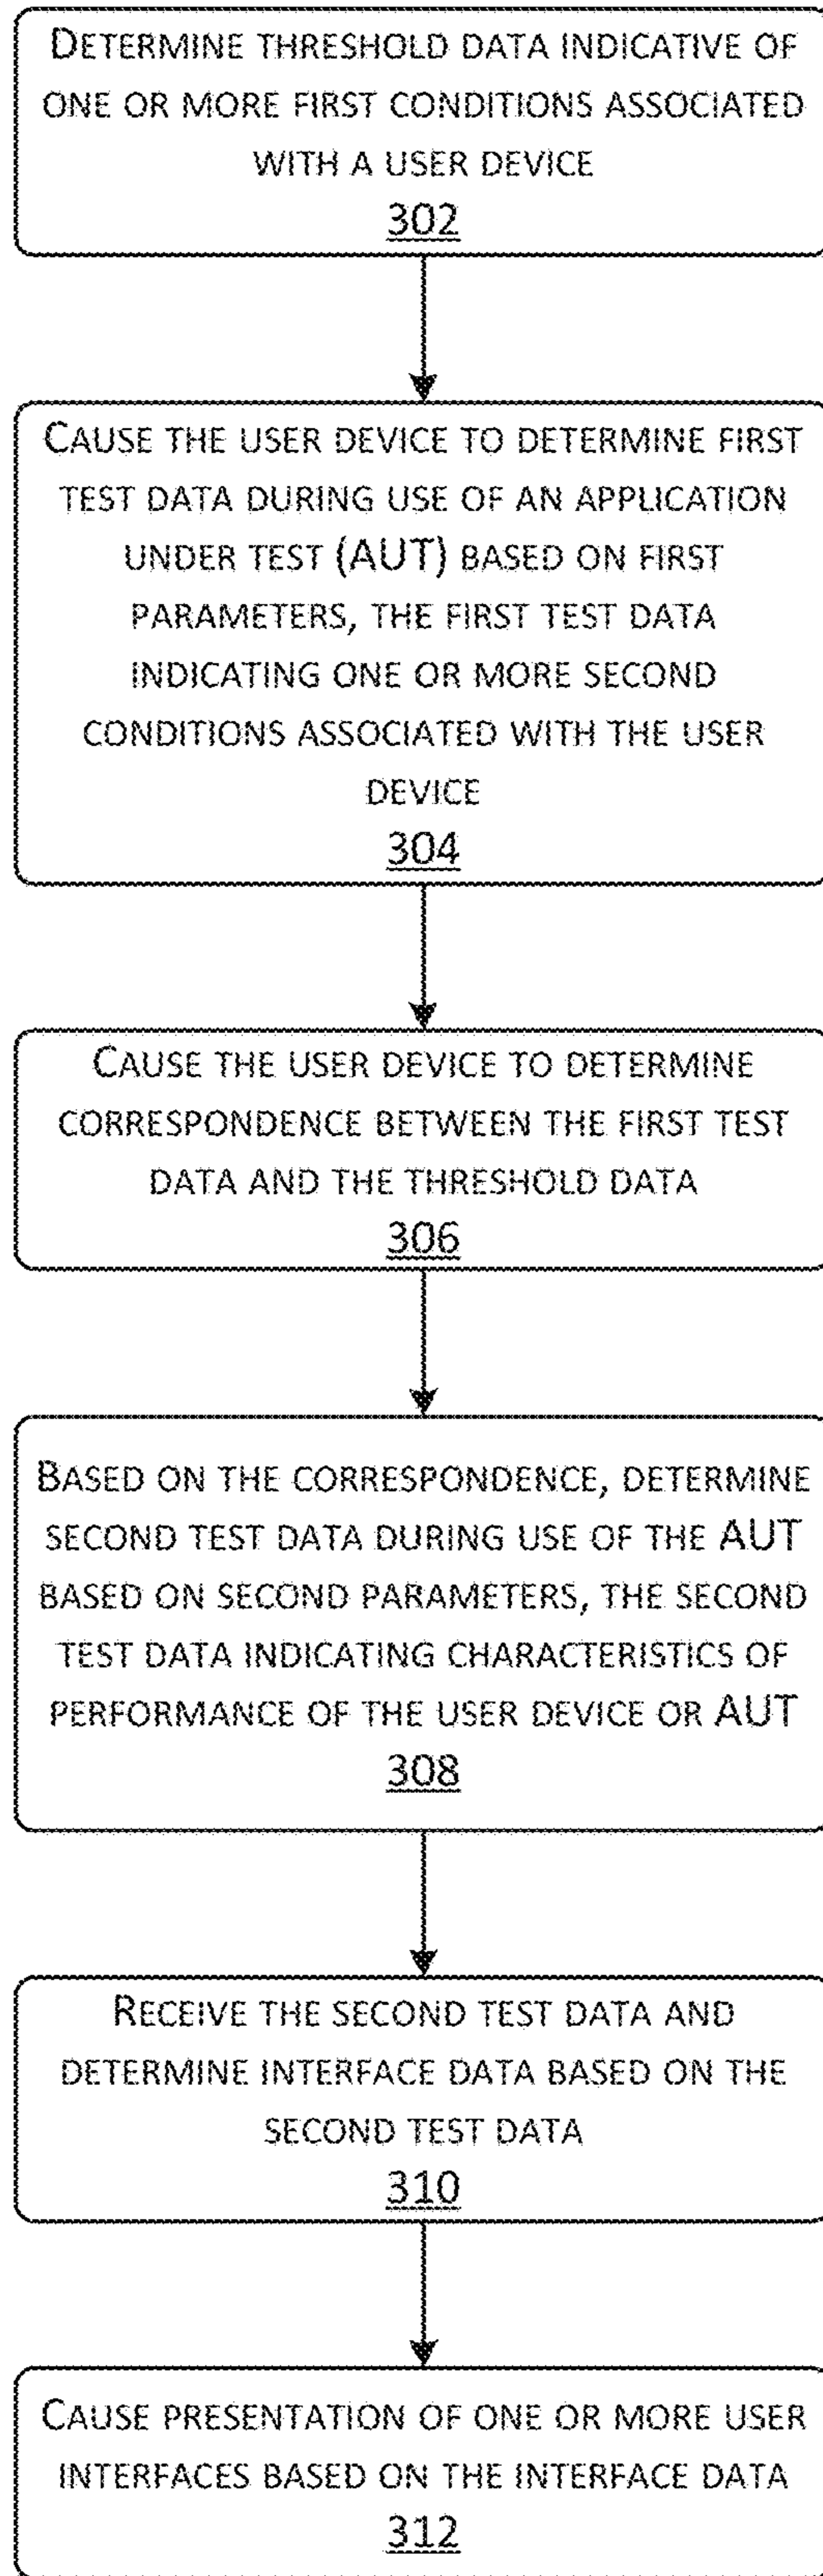 DETERMINE THRESHOLD DATA INDICATIVE OF
ONE OR MORE FIRST CONDITIONS ASSOCIATED
WITH A USER DEVICE
302
CAUSE THE USER DEVICE TO DETERMINE FIRST
TEST DATA DURING USE OF AN APPLICATION
UNDER TEST (AUT) BASED ON FIRST
PARAMETERS, THE FIRST TEST DATA
INDICATING ONE OR MORE SECOND
CONDITIONS ASSOCIATED WITH THE USER
DEVICE
304
CAUSE THE USER DEVICE TO DETERMINE
CORRESPONDENCE BETWEEN THE FIRST TEST
DATA AND THE THRESHOLD DATA
306
BASED ON THE CORRESPONDENCE, DETERMINE
SECOND TEST DATA DURING USE OF THE AUT
BASED ON SECOND PARAMETERS, THE SECOND
TEST DATA INDICATING CHARACTERISTICS OF
PERFORMANCE OF THE USER DEVICE OR AUT
308
RECEIVE THE SECOND TEST DATA AND
DETERMINE INTERFACE DATA BASED ON THE
SECOND TEST DATA
310
CAUSE PRESENTATION OF ONE OR MORE USER
INTERFACES BASED ON THE INTERFACE DATA
312